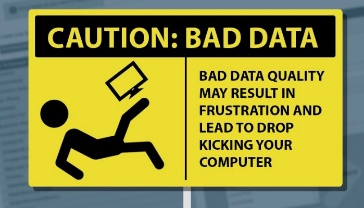 CAUTION: BAD DATA
BAD DATA QUALITY
MAY RESULT IN
FRUSTRATION AND
LEAD TO DROP
KICKING YOUR
COMPUTER